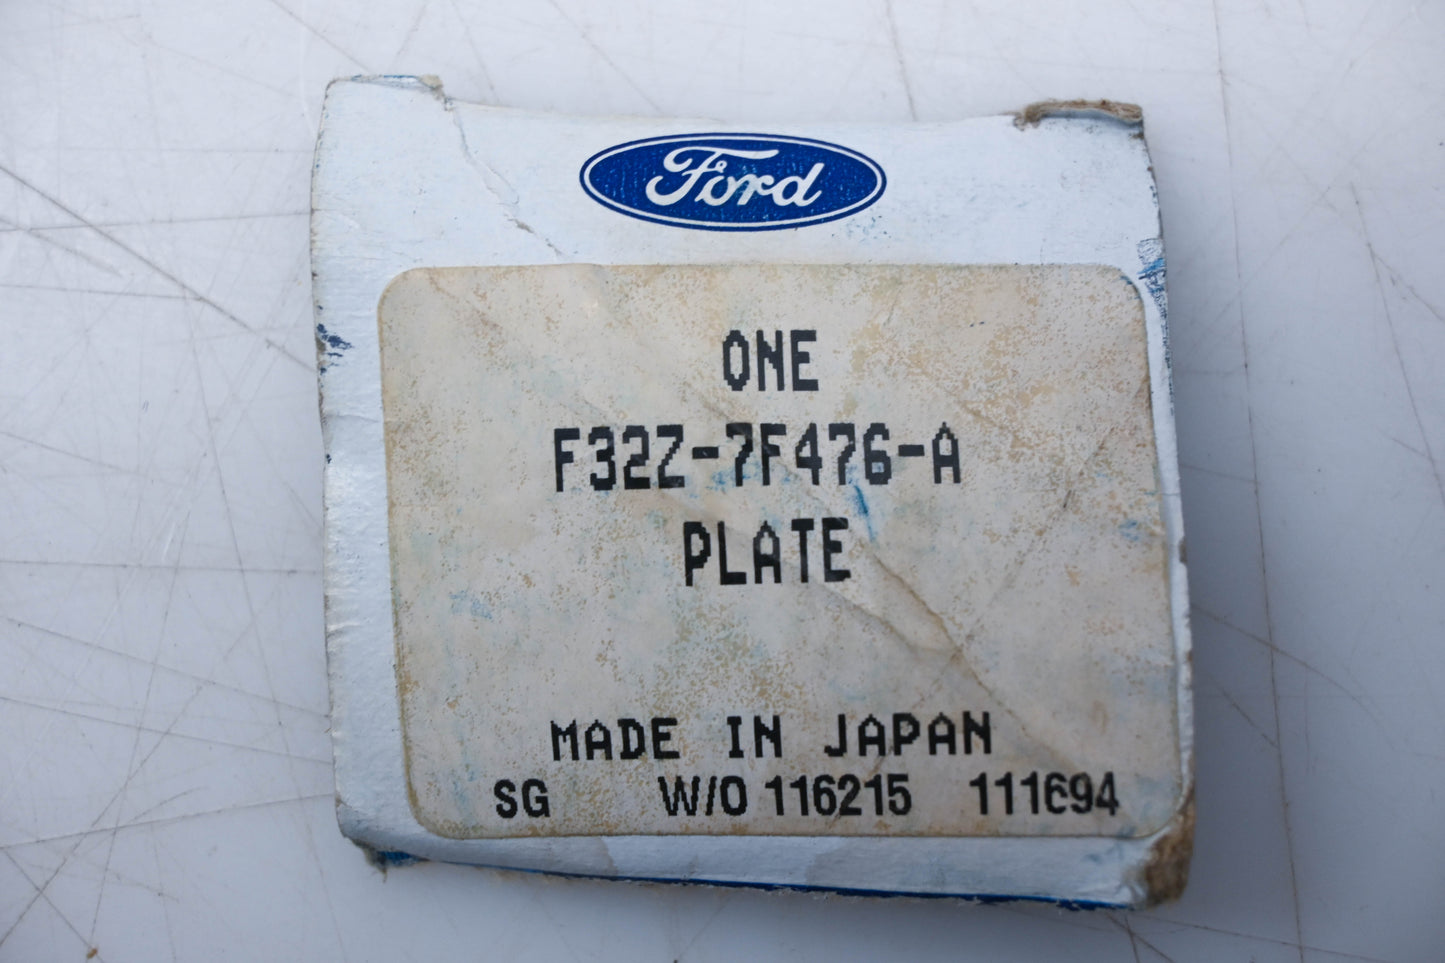 Ford
ONE
F32Z-7F476-A
PLATE
MADE IN JAPAN
SG W/O 116215 111694